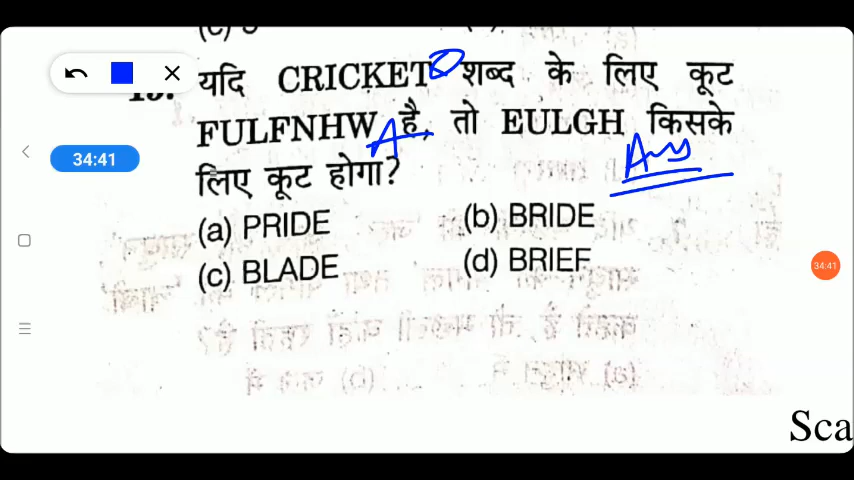 34:41
यदि CRICKET शब्द के लिए कूट
FULFNHW है, तो EULGH किसके
लिए कूट होगा?
A
Ans
(a) PRIDE (b) BRIDE
(c) BLADE (d) BRIEF
34:41
Sca